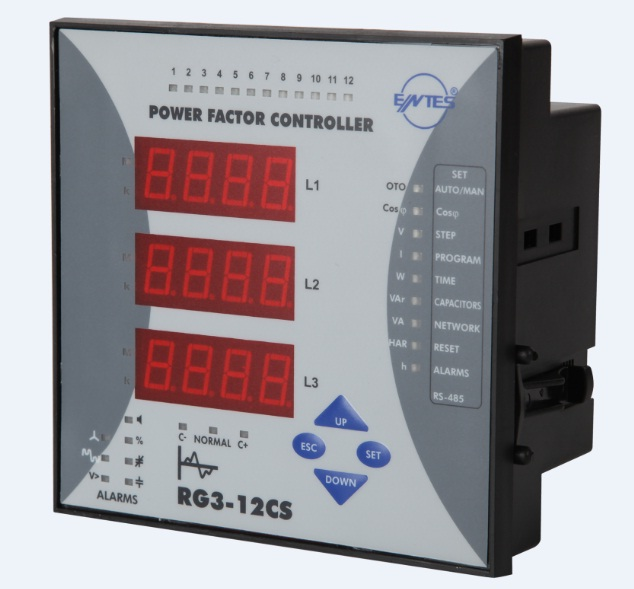 1 2 3 4 5 6 7 8 9 10 11 12
POWER FACTOR CONTROLLER
ENTES®
L1
L2
L3
M
k
M
k
M
k
SET
OTO AUTO/MAN
Cosφ Cosφ
V STEP
I PROGRAM
W TIME
VAr CAPACITORS
VA NETWORK
HAR RESET
h ALARMS
RS-485
%
V>
ALARMS
C- NORMAL C+
RG3-12CS
UP
ESC
SET
DOWN